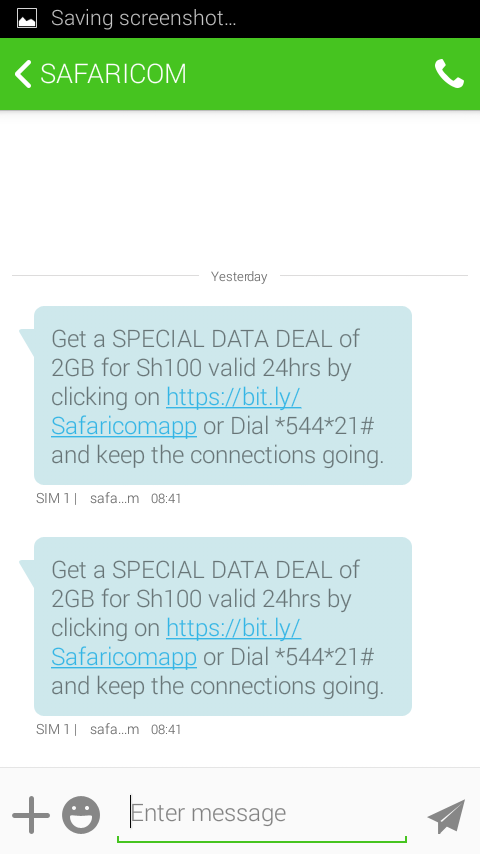 Saving screenshot...
SAFARICOM
Yesterday
Get a SPECIAL DATA DEAL of
2GB for Sh100 valid 24hrs by
clicking on https://bit.ly/
Safaricomapp or Dial *544*21#
and keep the connections going.
SIM 1 | safa...m 08:41
Get a SPECIAL DATA DEAL of
2GB for Sh100 valid 24hrs by
clicking on https://bit.ly/
Safaricomapp or Dial *544*21#
and keep the connections going.
SIM 1 | safa...m 08:41
Enter message